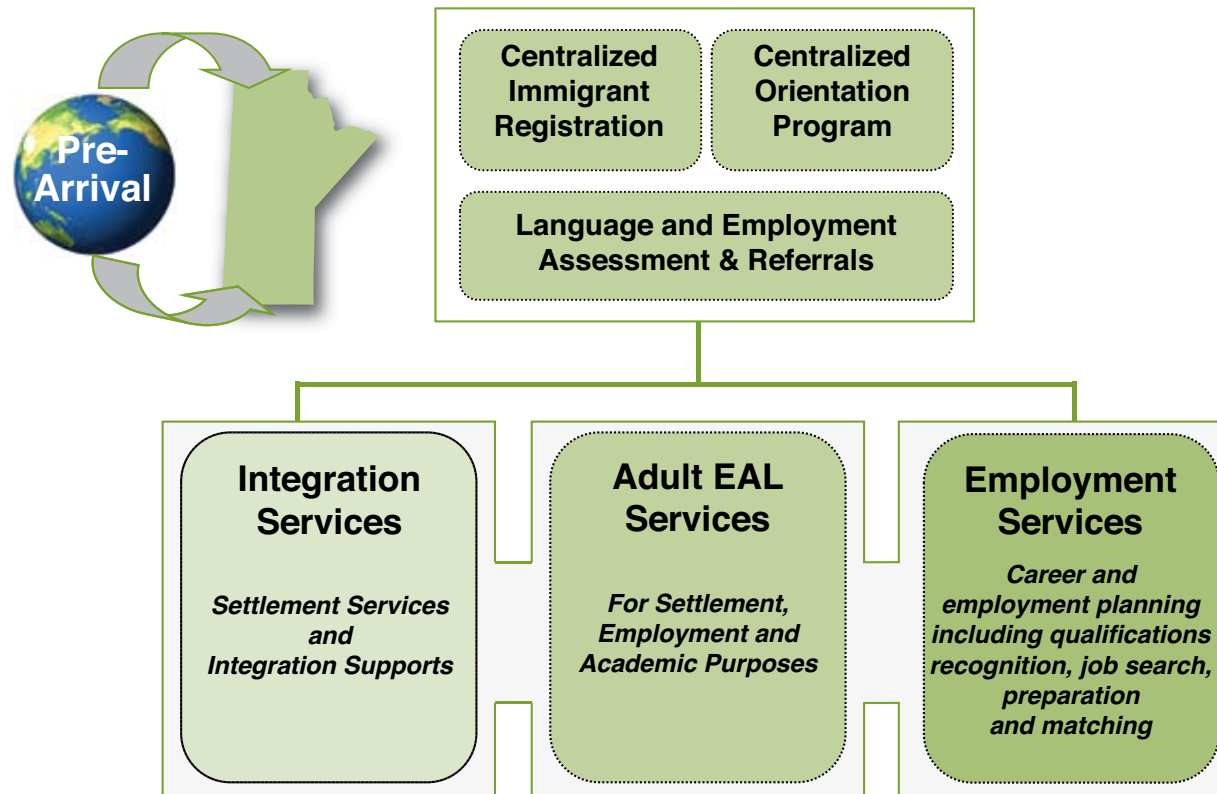 Pre-
Arrival
Centralized
Immigrant
Registration
Centralized
Orientation
Program
Language and Employment
Assessment & Referrals
Integration
Services
Settlement Services
and
Integration Supports
Adult EAL
Services
For Settlement,
Employment and
Academic Purposes
Employment
Services
Career and
employment planning
including qualifications
recognition, job search,
preparation
and matching